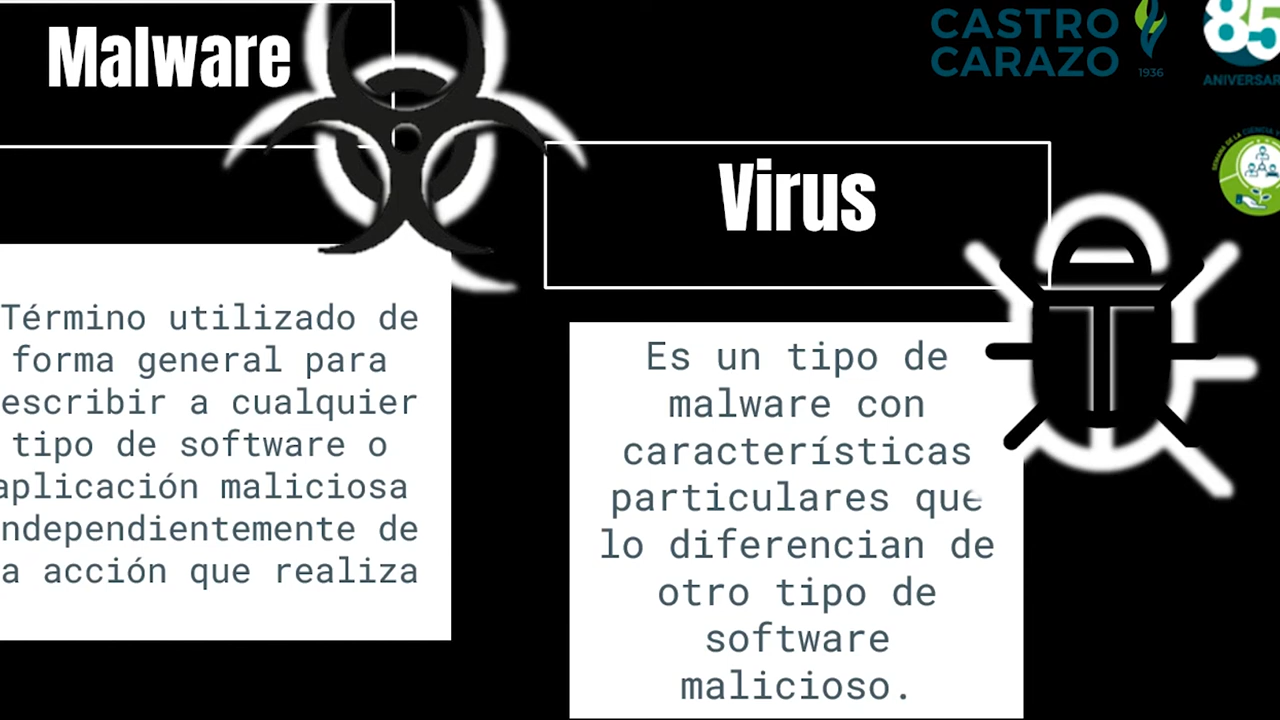 Malware
Término utilizado de
forma general para
escribir a cualquier
tipo de software o
aplicación maliciosa
ndependientemente de
a acción que realiza
Virus
Es un tipo de
malware con
características
particulares que
lo diferencian de
otro tipo de
software
malicioso.
CASTRO
CARAZO
1936
85
ANIVERSAR